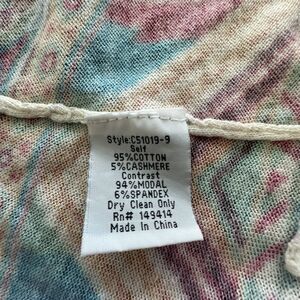 Style:C51019-9
Self
95%COTTON
5%CASHMERE
Contrast
94%MODAL
6%SPANDEX
Dry Clean Only
Rn# 149414
Made In China